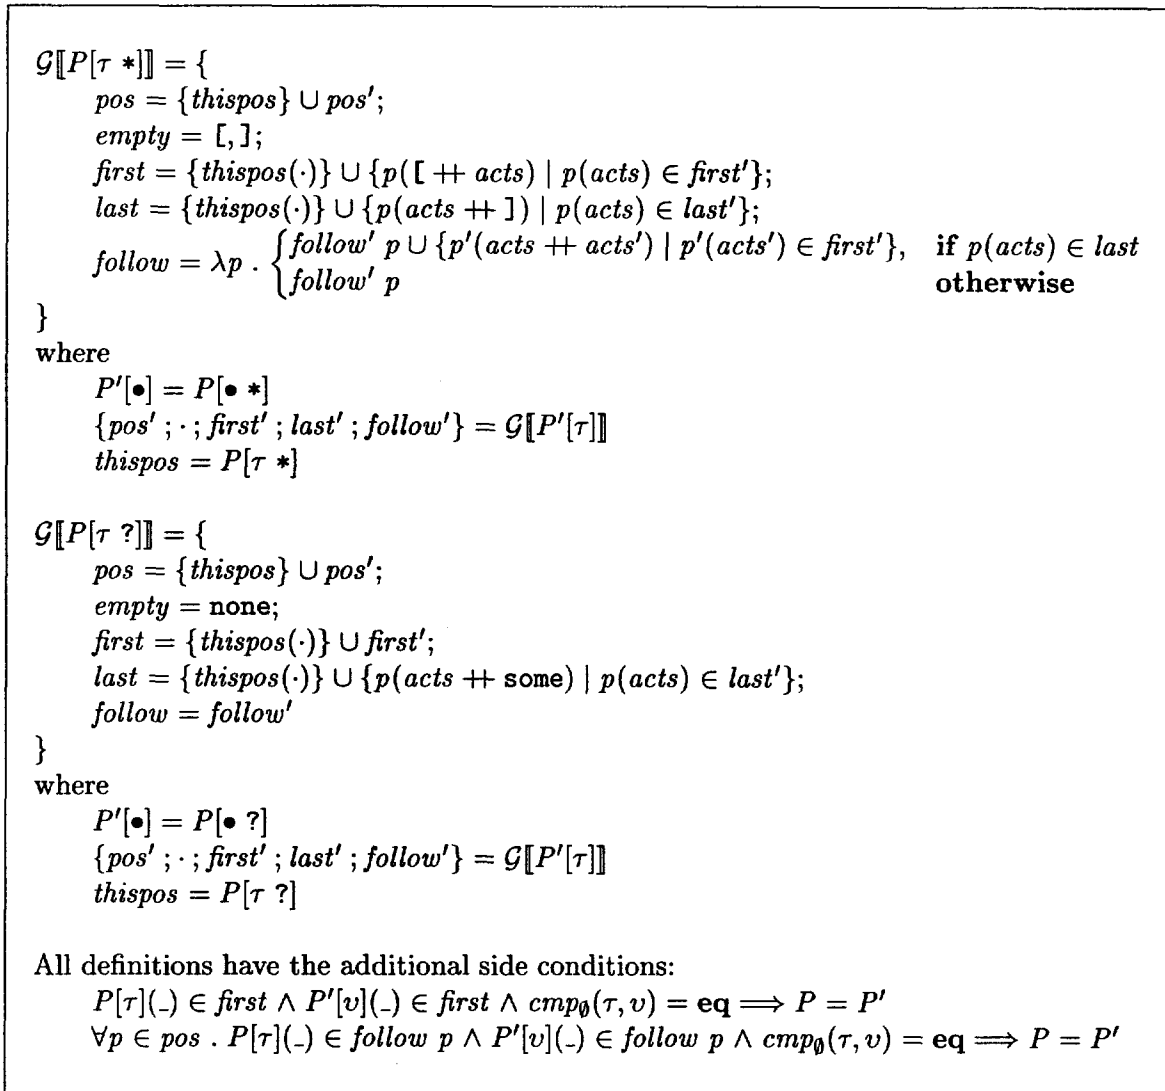 𝒢⟦P[τ *]⟧ = {
pos = {thispos} ∪ pos′;
empty = [,];
first = {thispos(·)} ∪ {p([ ++ acts) | p(acts) ∈ first′};
last = {thispos(·)} ∪ {p(acts ++ ]) | p(acts) ∈ last′};
follow = λp . { follow′ p ∪ {p′(acts ++ acts′) | p′(acts′) ∈ first′}, if p(acts) ∈ last
follow′ p otherwise
}
where
P′[•] = P[• *]
{pos′ ; · ; first′ ; last′ ; follow′} = 𝒢⟦P′[τ]⟧
thispos = P[τ *]
𝒢⟦P[τ ?]⟧ = {
pos = {thispos} ∪ pos′;
empty = none;
first = {thispos(·)} ∪ first′;
last = {thispos(·)} ∪ {p(acts ++ some) | p(acts) ∈ last′};
follow = follow′
}
where
P′[•] = P[• ?]
{pos′ ; · ; first′ ; last′ ; follow′} = 𝒢⟦P′[τ]⟧
thispos = P[τ ?]
All definitions have the additional side conditions:
P[τ](_) ∈ first ∧ P′[υ](_) ∈ first ∧ cmp∅(τ, υ) = eq ⟹ P = P′
∀p ∈ pos . P[τ](_) ∈ follow p ∧ P′[υ](_) ∈ follow p ∧ cmp∅(τ, υ) = eq ⟹ P = P′